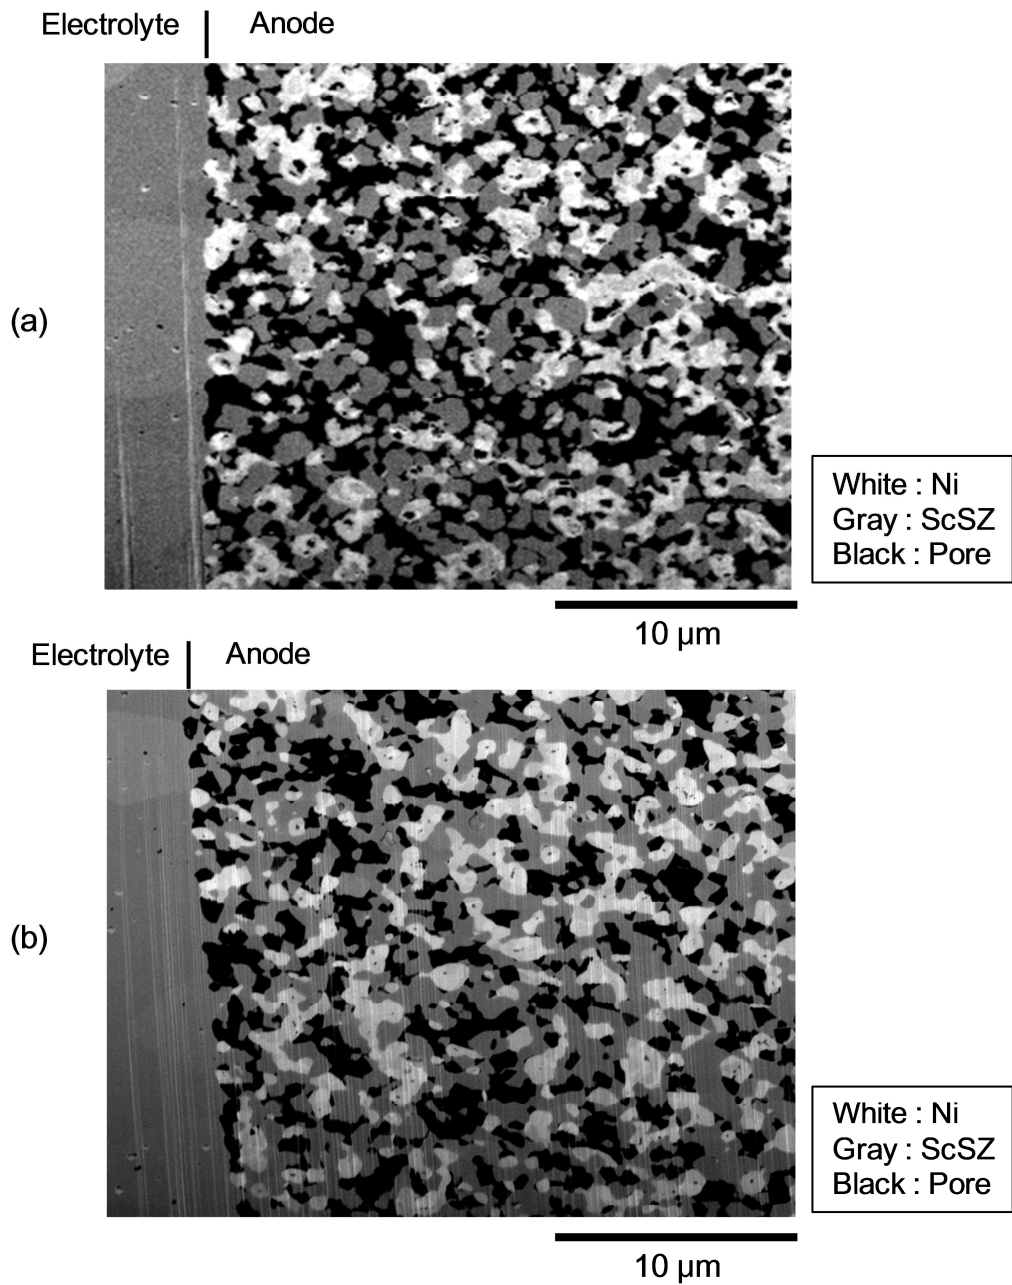 Electrolyte | Anode
(a)
White : Ni
Gray : ScSZ
Black : Pore
10 µm
Electrolyte | Anode
(b)
White : Ni
Gray : ScSZ
Black : Pore
10 µm